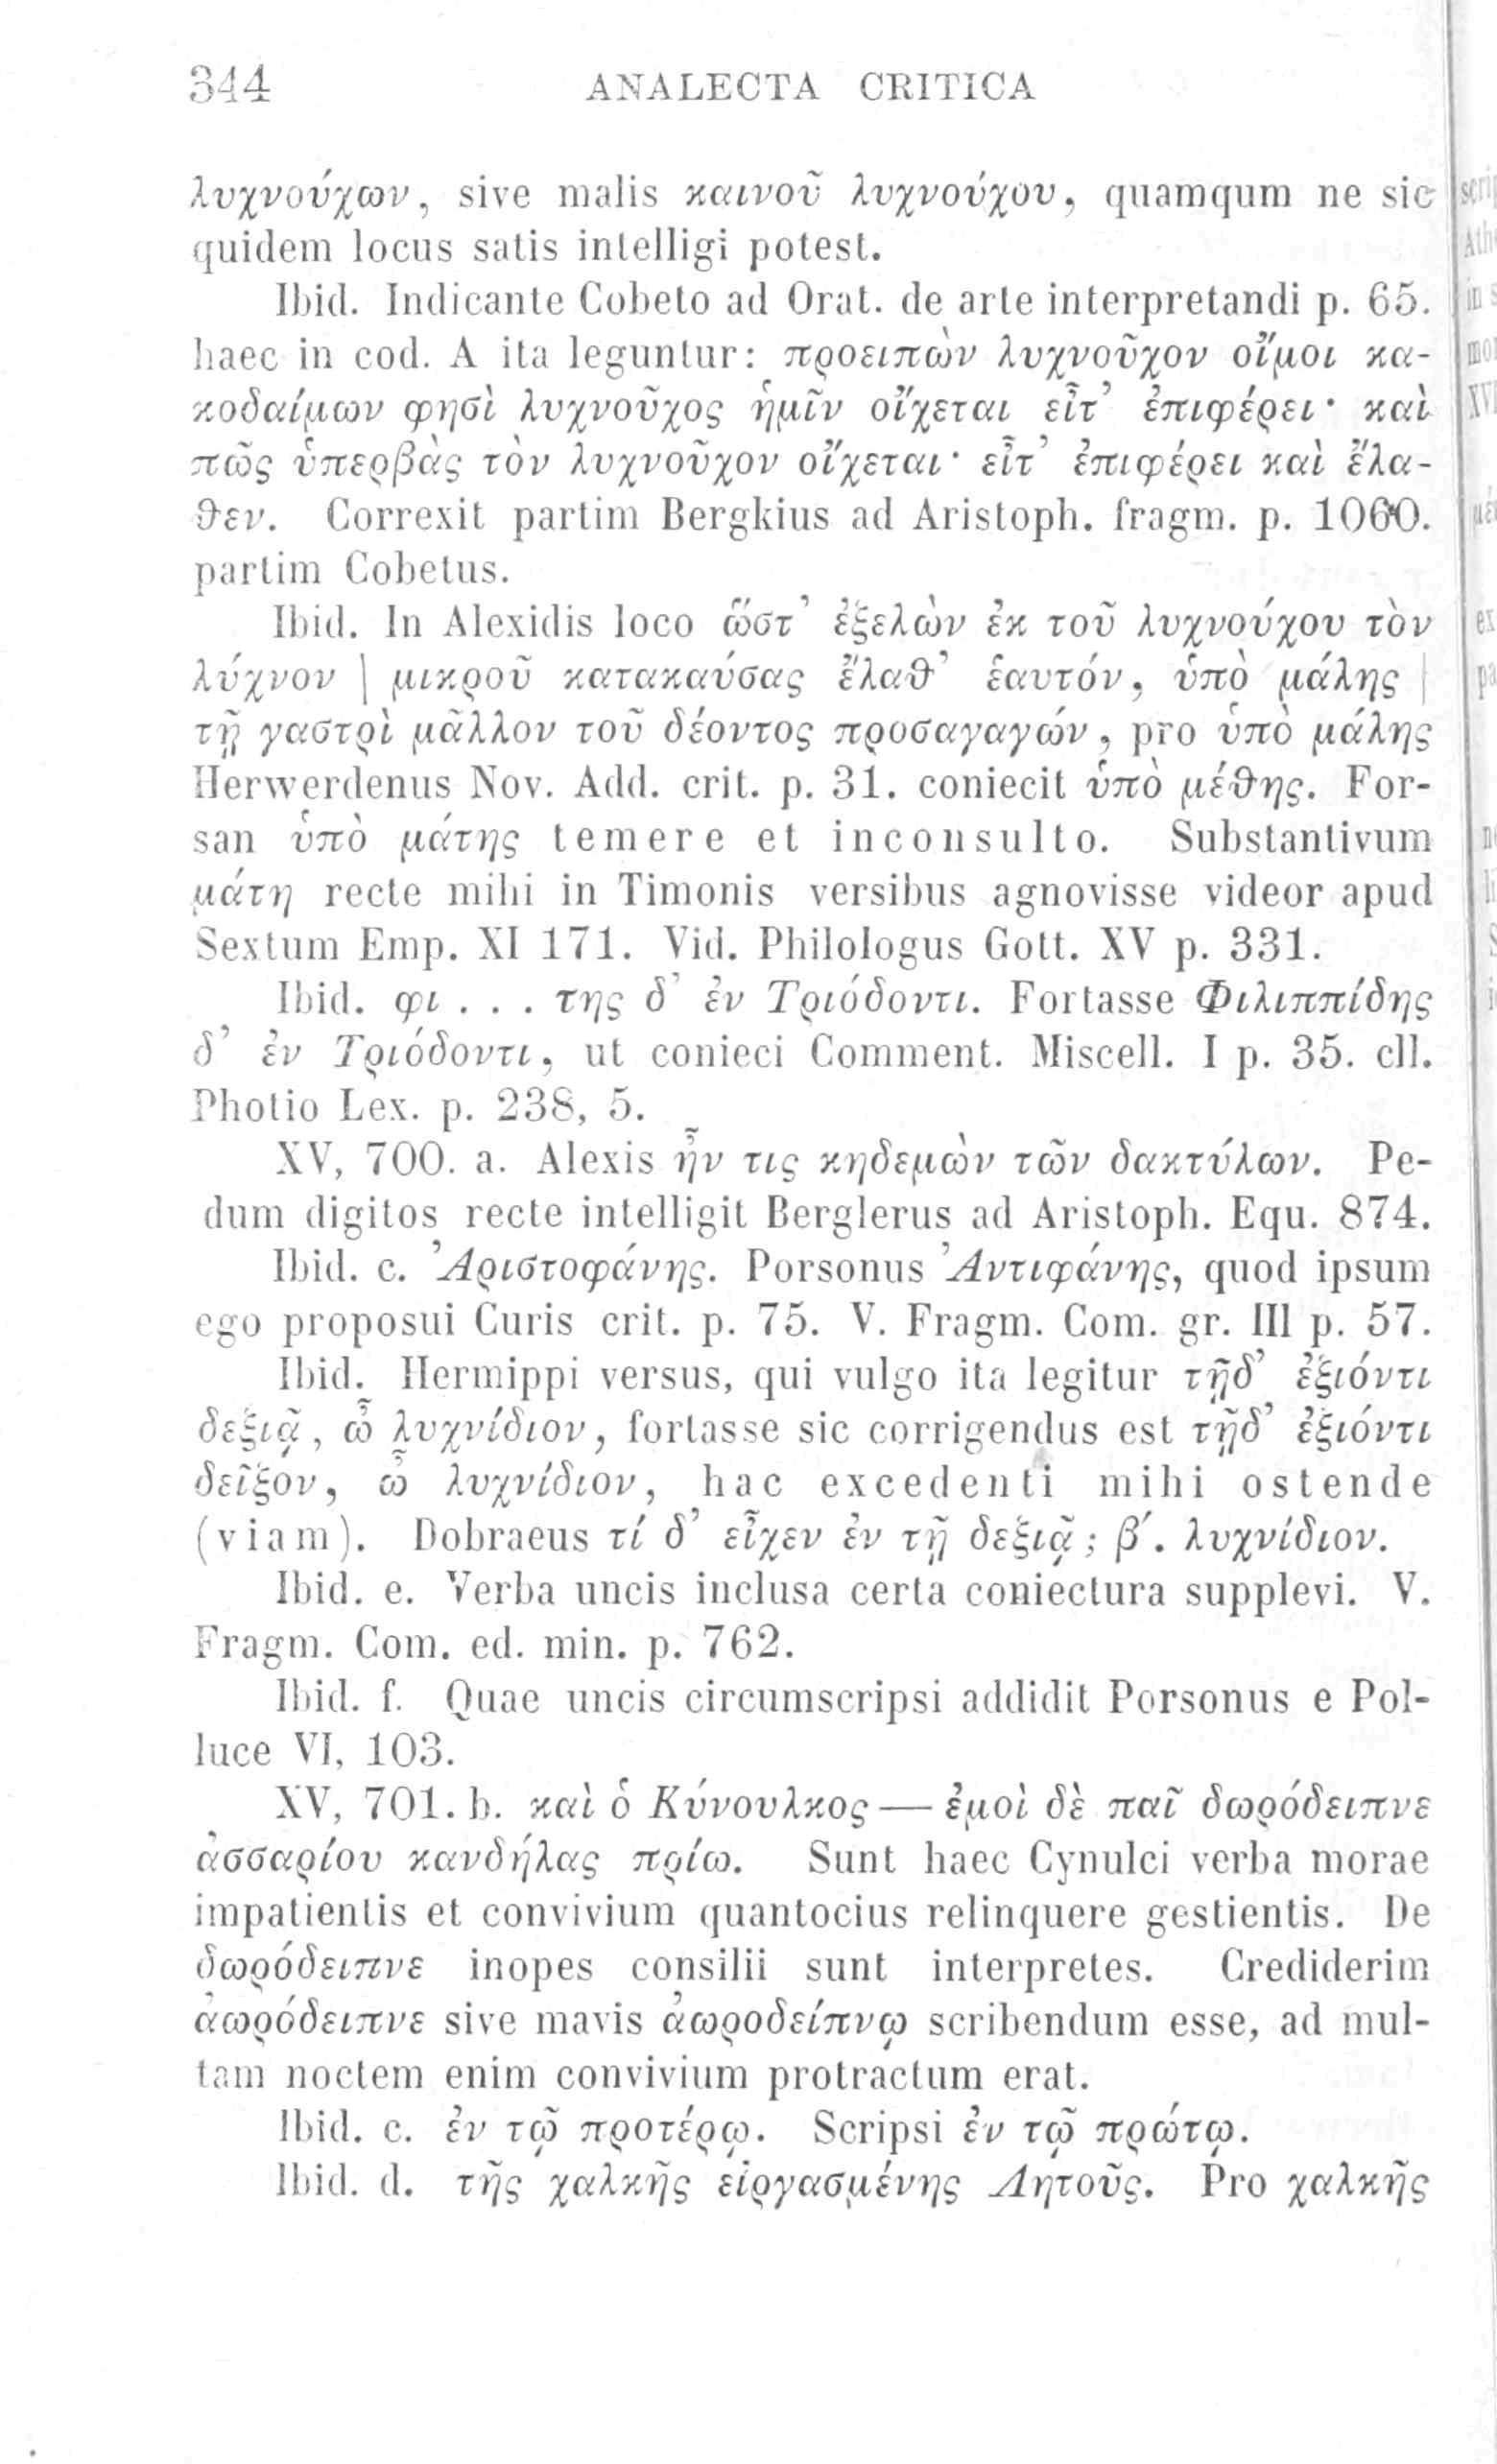 344 ANALECTA CRITICA
λυχνούχων, sive malis καινοῦ λυχνούχου, quamqum ne sic
quidem locus satis intelligi potest.
Ibid. Indicante Cobeto ad Orat. de arte interpretandi p. 65.
haec in cod. A ita leguntur: προειπὼν λυχνοῦχον οἴμοι κα-
κοδαίμων φησὶ λυχνοῦχος ἡμῖν οἴχεται εἶτ᾽ ἐπιφέρει· καὶ
πῶς ὑπερβὰς τὸν λυχνοῦχον οἴχεται· εἶτ᾽ ἐπιφέρει καὶ ἔλα-
θεν. Correxit partim Bergkius ad Aristoph. fragm. p. 1060.
partim Cobetus.
Ibid. In Alexidis loco ὥστ᾽ ἐξελὼν ἐκ τοῦ λυχνούχου τὸν
λύχνον | μικροῦ κατακαύσας ἔλαθ᾽ ἑαυτόν, ὑπὸ μάλης |
τῇ γαστρὶ μᾶλλον τοῦ δέοντος προσαγαγών, pro ὑπὸ μάλης
Herwerdenus Nov. Add. crit. p. 31. coniecit ὑπὸ μέθης. For-
san ὑπὸ μάτης temere et inconsulto. Substantivum
μάτη recte mihi in Timonis versibus agnovisse videor apud
Sextum Emp. XI 171. Vid. Philologus Gott. XV p. 331.
Ibid. φι . . . της δ᾽ ἐν Τριόδοντι. Fortasse Φιλιππίδης
δ᾽ ἐν Τριόδοντι, ut conieci Comment. Miscell. I p. 35. cll.
Photio Lex. p. 238, 5.
XV, 700. a. Alexis ἦν τις κηδεμὼν τῶν δακτύλων. Pe-
dum digitos recte intelligit Berglerus ad Aristoph. Equ. 874.
Ibid. c. Ἀριστοφάνης. Porsonus Ἀντιφάνης, quod ipsum
ego proposui Curis crit. p. 75. V. Fragm. Com. gr. III p. 57.
Ibid. Hermippi versus, qui vulgo ita legitur τῇδ᾽ ἐξιόντι
δεξιᾷ, ὦ λυχνίδιον, fortasse sic corrigendus est τῇδ᾽ ἐξιόντι
δεῖξον, ὦ λυχνίδιον, hac excedenti mihi ostende
(viam). Dobraeus τί δ᾽ εἶχεν ἐν τῇ δεξιᾷ; β΄. λυχνίδιον.
Ibid. e. Verba uncis inclusa certa coniectura supplevi. V.
Fragm. Com. ed. min. p. 762.
Ibid. f. Quae uncis circumscripsi addidit Porsonus e Pol-
luce VI, 103.
XV, 701. b. καὶ ὁ Κύνουλκος — ἐμοὶ δὲ παῖ δωρόδειπνε
ἀσσαρίου κανδήλας πρίω. Sunt haec Cynulci verba morae
impatientis et convivium quantocius relinquere gestientis. De
δωρόδειπνε inopes consilii sunt interpretes. Crediderim
ἀωρόδειπνε sive mavis ἀωροδείπνῳ scribendum esse, ad mul-
tam noctem enim convivium protractum erat.
Ibid. c. ἐν τῷ προτέρῳ. Scripsi ἐν τῷ πρώτῳ.
Ibid. d. τῆς χαλκῆς εἰργασμένης Λητοῦς. Pro χαλκῆς